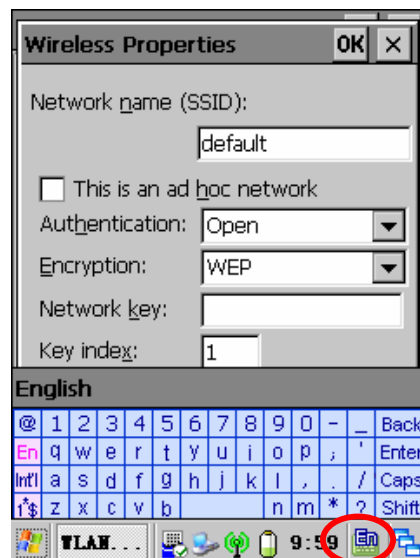 Wireless Properties OK ×
Network name (SSID):
default
This is an ad hoc network
Authentication: Open
Encryption: WEP
Network key:
Key index: 1
English
@ 1 2 3 4 5 6 7 8 9 0 - _ Back
En q w e r t y u i o p ; ' Enter
Int'l a s d f g h j k l , . / Caps
1*$ z x c v b n m * ? Shift
WLAN... 9:59 En